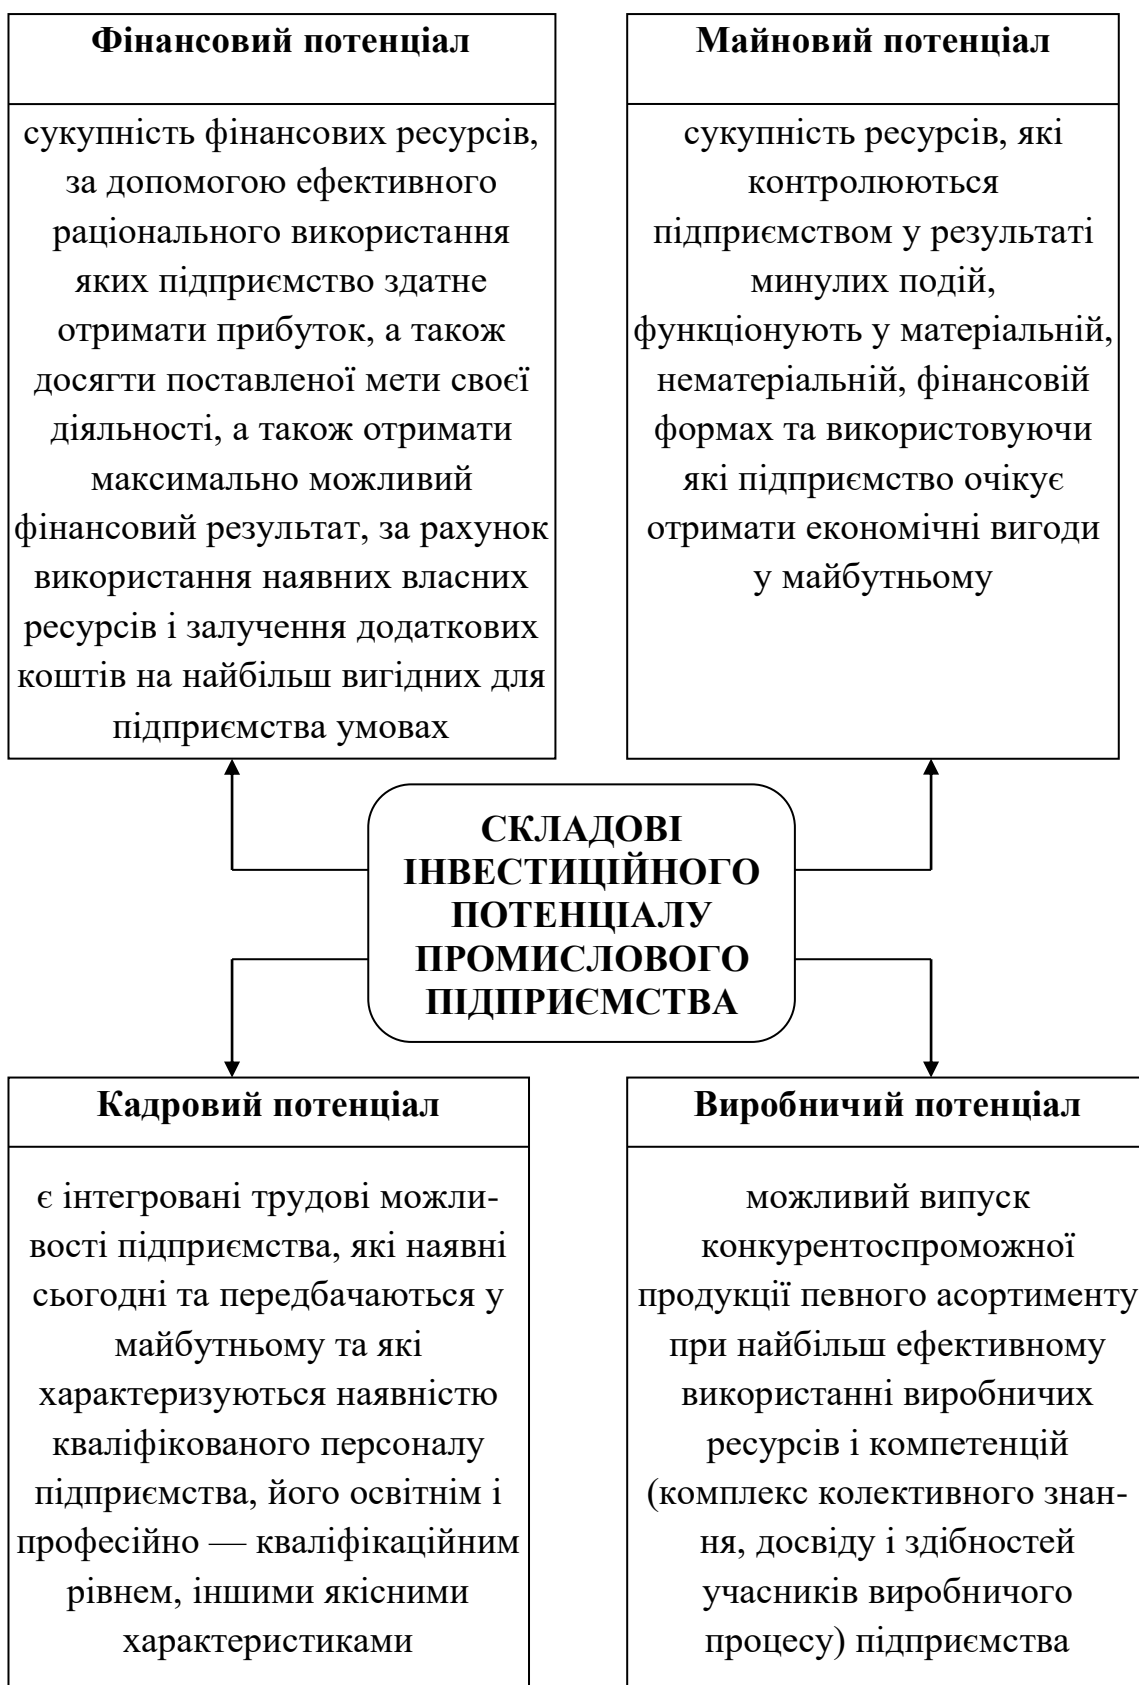 Фінансовий потенціал
сукупність фінансових ресурсів,
за допомогою ефективного
раціонального використання
яких підприємство здатне
отримати прибуток, а також
досягти поставленої мети своєї
діяльності, а також отримати
максимально можливий
фінансовий результат, за рахунок
використання наявних власних
ресурсів і залучення додаткових
коштів на найбільш вигідних для
підприємства умовах
Майновий потенціал
сукупність ресурсів, які
контролюються
підприємством у результаті
минулих подій,
функціонують у матеріальній,
нематеріальній, фінансовій
формах та використовуючи
які підприємство очікує
отримати економічні вигоди
у майбутньому
СКЛАДОВІ
ІНВЕСТИЦІЙНОГО
ПОТЕНЦІАЛУ
ПРОМИСЛОВОГО
ПІДПРИЄМСТВА
Кадровий потенціал
є інтегровані трудові можли-
вості підприємства, які наявні
сьогодні та передбачаються у
майбутньому та які
характеризуються наявністю
кваліфікованого персоналу
підприємства, його освітнім і
професійно — кваліфікаційним
рівнем, іншими якісними
характеристиками
Виробничий потенціал
можливий випуск
конкурентоспроможної
продукції певного асортименту
при найбільш ефективному
використанні виробничих
ресурсів і компетенцій
(комплекс колективного знан-
ня, досвіду і здібностей
учасників виробничого
процесу) підприємства